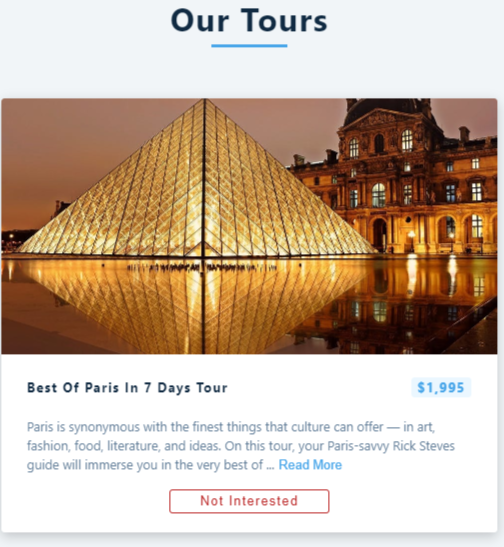 Our Tours
Best Of Paris In 7 Days Tour
$1,995
Paris is synonymous with the finest things that culture can offer — in art,
fashion, food, literature, and ideas. On this tour, your Paris-savvy Rick Steves
guide will immerse you in the very best of ... Read More
Not Interested